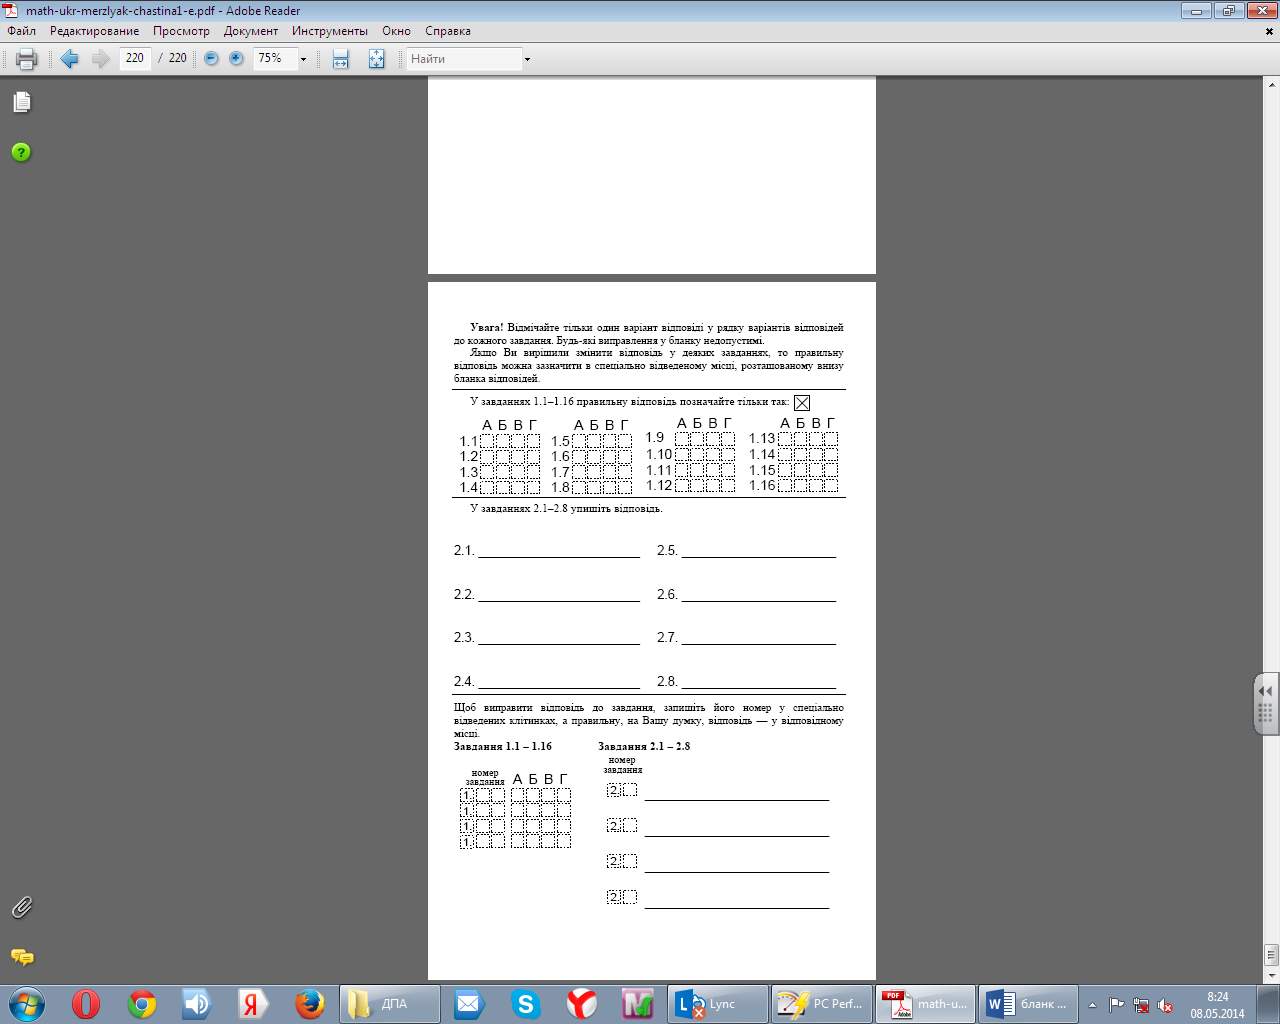 math-ukr-merzlyak-chastina1-e.pdf - Adobe Reader
Файл Редактирование Просмотр Документ Инструменты Окно Справка
220 / 220 75% Найти
Увага! Відмічайте тільки один варіант відповіді у рядку варіантів відповідей
до кожного завдання. Будь-які виправлення у бланку недопустимі.
Якщо Ви вирішили змінити відповідь у деяких завданнях, то правильну
відповідь можна зазначити в спеціально відведеному місці, розташованому внизу
бланка відповідей.
У завданнях 1.1–1.16 правильну відповідь позначайте тільки так:
А Б В Г А Б В Г А Б В Г А Б В Г
1.1 1.5 1.9 1.13
1.2 1.6 1.10 1.14
1.3 1.7 1.11 1.15
1.4 1.8 1.12 1.16
У завданнях 2.1–2.8 упишіть відповідь.
2.1. 2.5.
2.2. 2.6.
2.3. 2.7.
2.4. 2.8.
Щоб виправити відповідь до завдання, запишіть його номер у спеціально
відведених клітинках, а правильну, на Вашу думку, відповідь — у відповідному
місці.
Завдання 1.1 – 1.16 Завдання 2.1 – 2.8
номер
завдання А Б В Г
1.
1.
1.
1.
номер
завдання
2.
2.
2.
2.
ДПА Lync PC Perf... math-u... бланк ... 8:24
08.05.2014